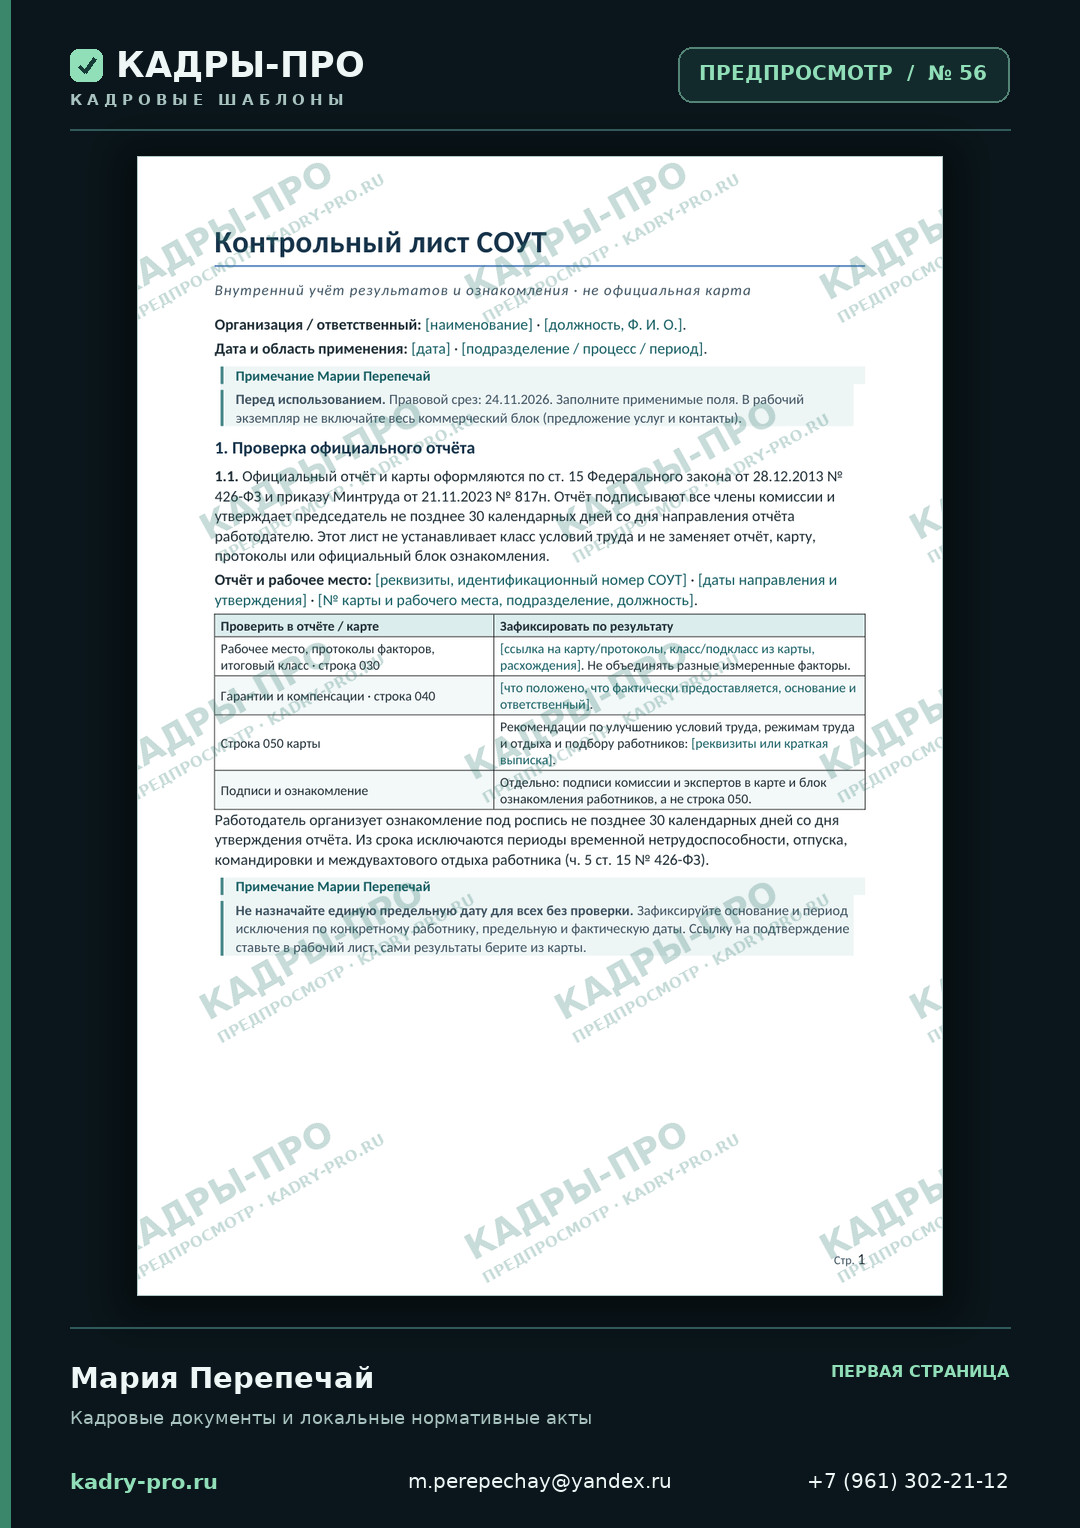 КАДРЫ-ПРО
КАДРОВЫЕ ШАБЛОНЫ
ПРЕДПРОСМОТР / № 56
Контрольный лист СОУТ
Внутренний учёт результатов и ознакомления · не официальная карта
Организация / ответственный: [наименование] · [должность, Ф. И. О.].
Дата и область применения: [дата] · [подразделение / процесс / период].
Примечание Марии Перепечай
Перед использованием. Правовой срез: 24.11.2026. Заполните применимые поля. В рабочий
экземпляр не включайте весь коммерческий блок (предложение услуг и контакты).
1. Проверка официального отчёта
1.1. Официальный отчёт и карты оформляются по ст. 15 Федерального закона от 28.12.2013 №
426-ФЗ и приказу Минтруда от 21.11.2023 № 817н. Отчёт подписывают все члены комиссии и
утверждает председатель не позднее 30 календарных дней со дня направления отчёта
работодателю. Этот лист не устанавливает класс условий труда и не заменяет отчёт, карту,
протоколы или официальный блок ознакомления.
Отчёт и рабочее место: [реквизиты, идентификационный номер СОУТ] · [даты направления и
утверждения] · [№ карты и рабочего места, подразделение, должность].
Проверить в отчёте / карте
Зафиксировать по результату
Рабочее место, протоколы факторов,
итоговый класс · строка 030
[ссылка на карту/протоколы, класс/подкласс из карты,
расхождения]. Не объединять разные измеренные факторы.
Гарантии и компенсации · строка 040
[что положено, что фактически предоставляется, основание и
ответственный].
Строка 050 карты
Рекомендации по улучшению условий труда, режимам труда
и отдыха и подбору работников: [реквизиты или краткая
выписка].
Подписи и ознакомление
Отдельно: подписи комиссии и экспертов в карте и блок
ознакомления работников, а не строка 050.
Работодатель организует ознакомление под роспись не позднее 30 календарных дней со дня
утверждения отчёта. Из срока исключаются периоды временной нетрудоспособности, отпуска,
командировки и междувахтового отдыха работника (ч. 5 ст. 15 № 426-ФЗ).
Примечание Марии Перепечай
Не назначайте единую предельную дату для всех без проверки. Зафиксируйте основание и период
исключения по конкретному работнику, предельную и фактическую даты. Ссылку на подтверждение
ставьте в рабочий лист, сами результаты берите из карты.
Стр. 1
Мария Перепечай
ПЕРВАЯ СТРАНИЦА
Кадровые документы и локальные нормативные акты
kadry-pro.ru
m.perepechay@yandex.ru
+7 (961) 302-21-12